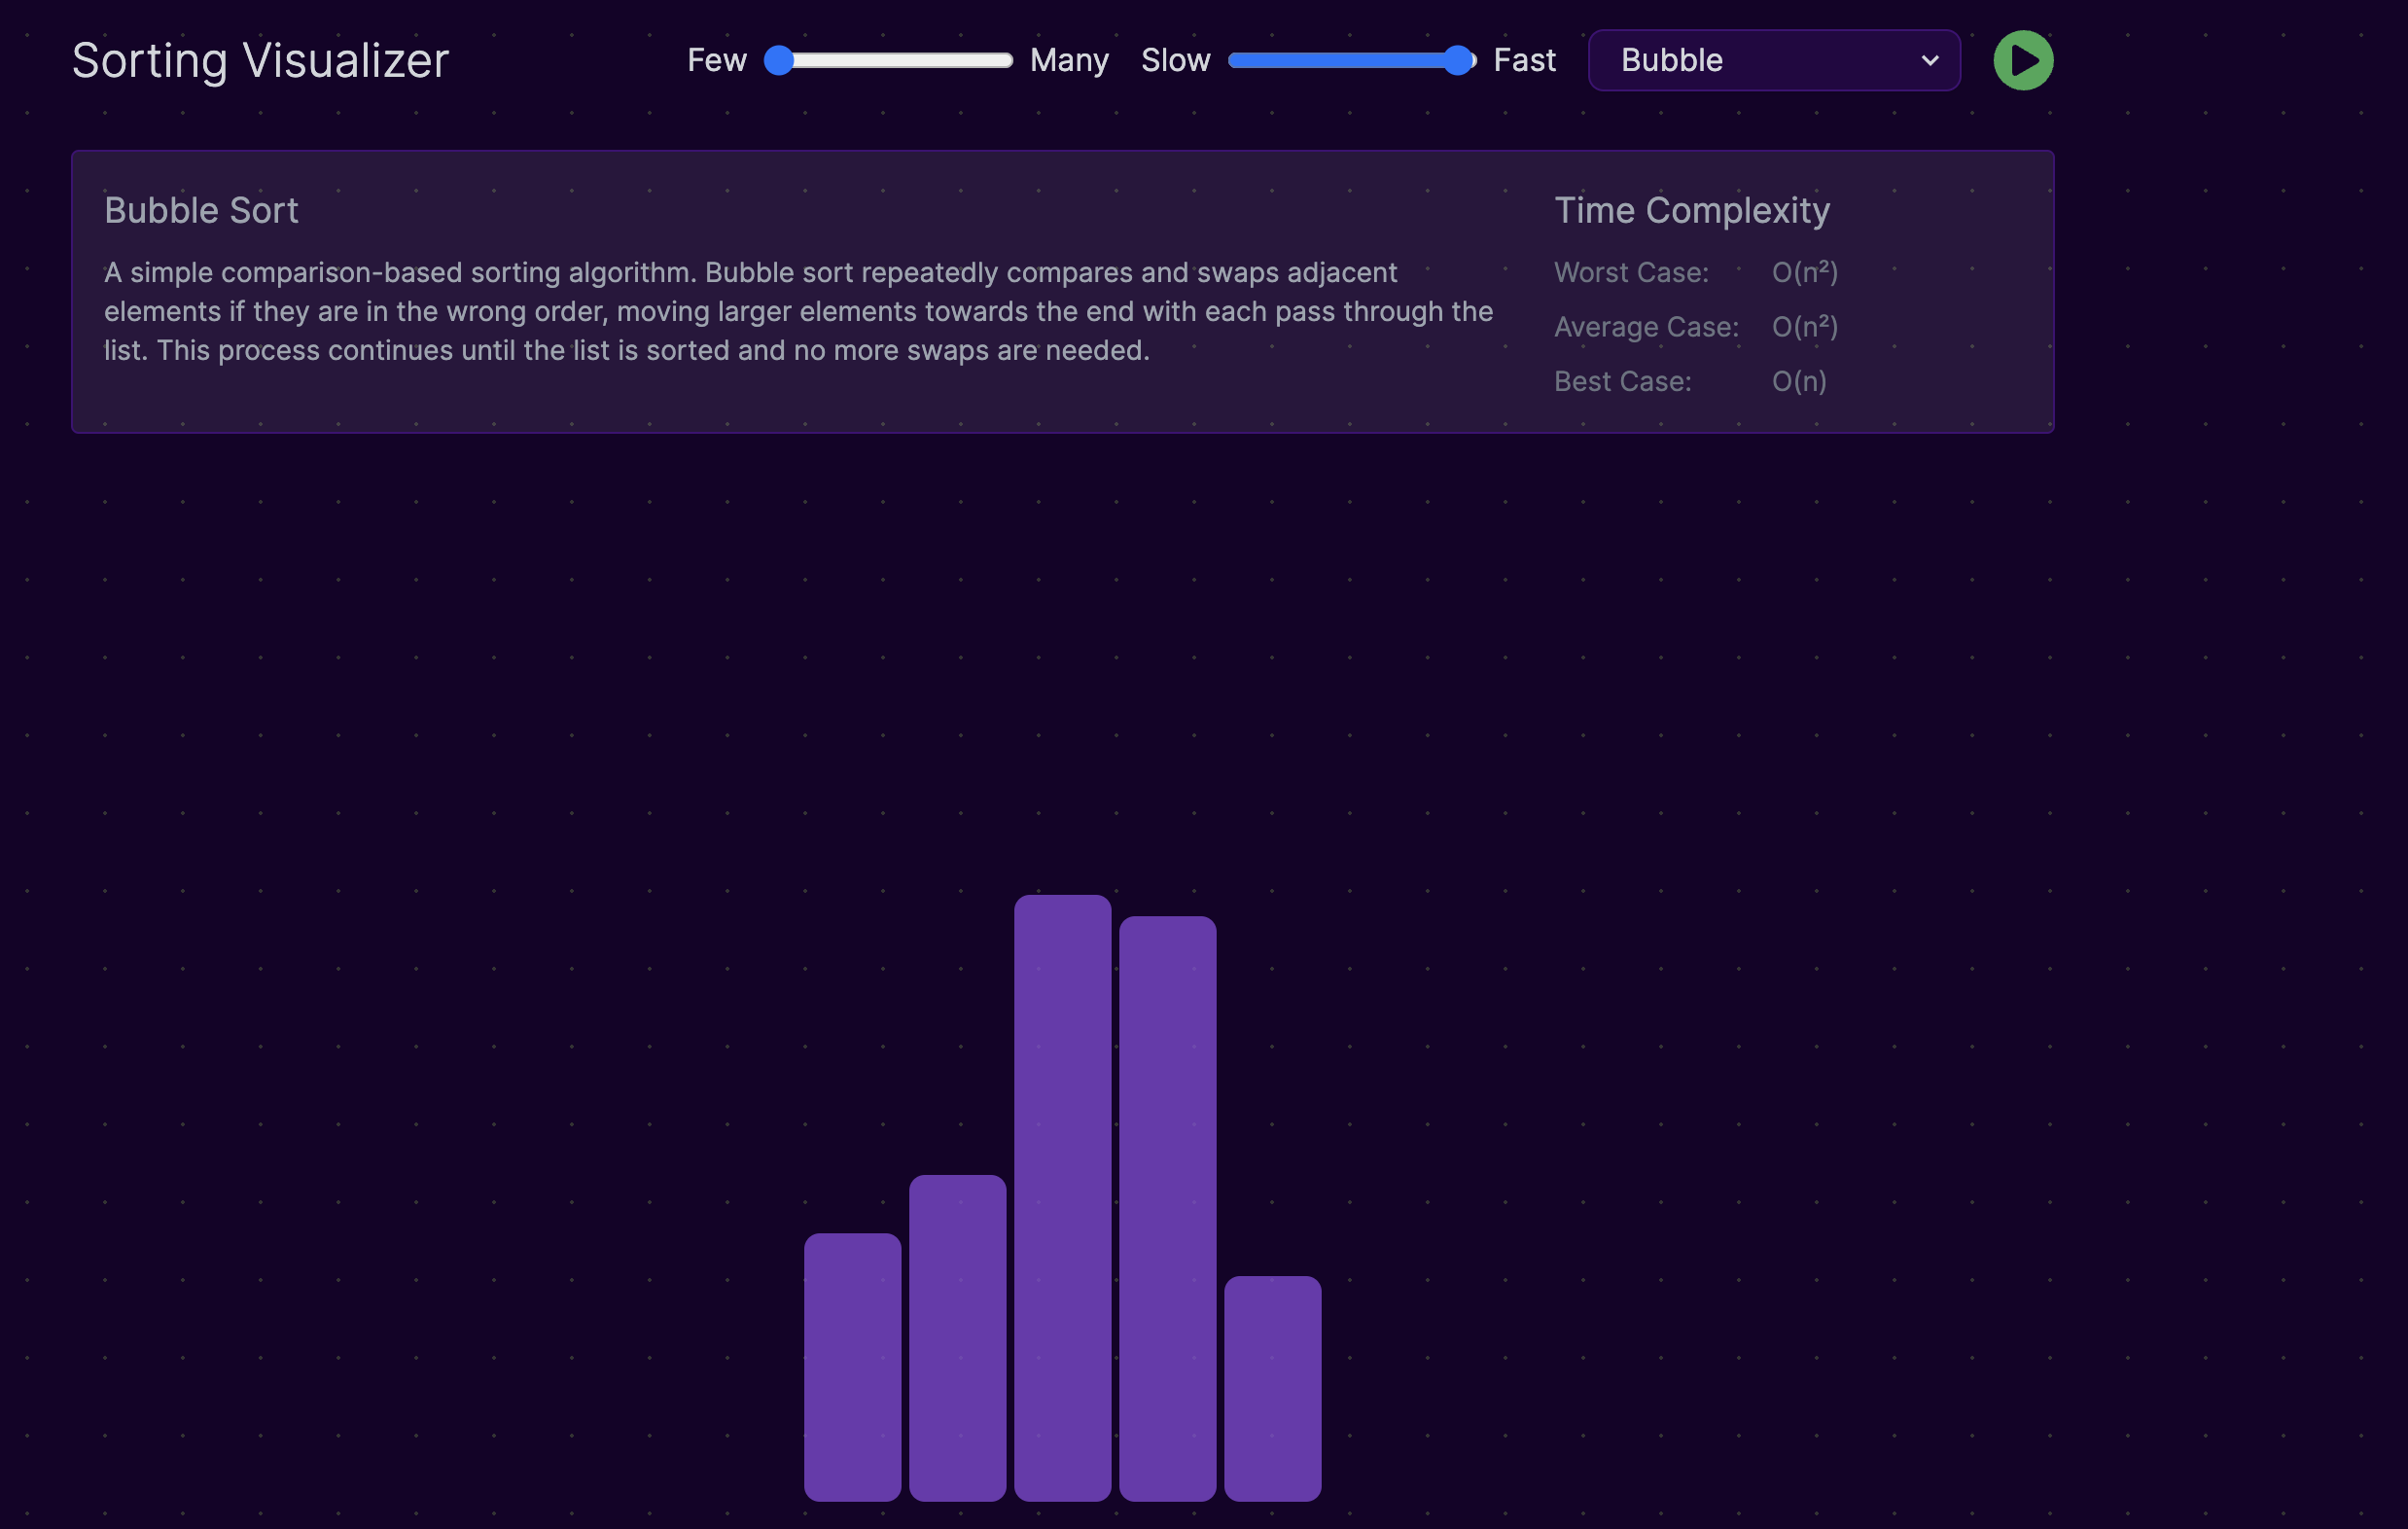 Sorting Visualizer
Few
Many
Slow
Fast
Bubble
Bubble Sort
A simple comparison-based sorting algorithm. Bubble sort repeatedly compares and swaps adjacent
elements if they are in the wrong order, moving larger elements towards the end with each pass through the
list. This process continues until the list is sorted and no more swaps are needed.
Time Complexity
Worst Case: O(n²)
Average Case: O(n²)
Best Case: O(n)